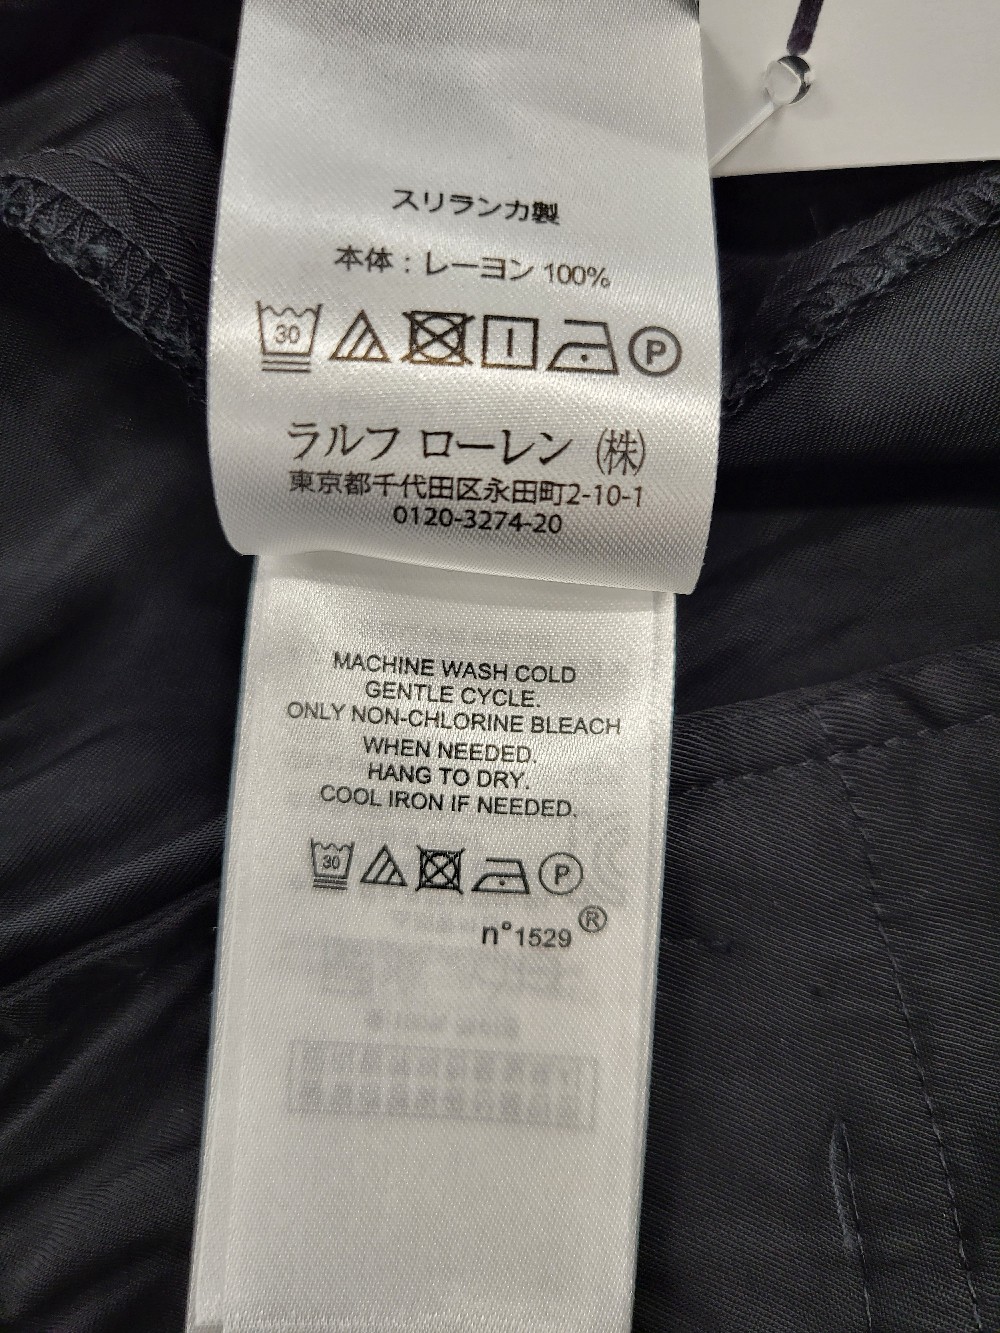 スリランカ製
本体：レーヨン 100%
30
P
ラルフ ローレン (株)
東京都千代田区永田町2-10-1
0120-3274-20
MACHINE WASH COLD
GENTLE CYCLE.
ONLY NON-CHLORINE BLEACH
WHEN NEEDED.
HANG TO DRY.
COOL IRON IF NEEDED.
30
P
n°1529®